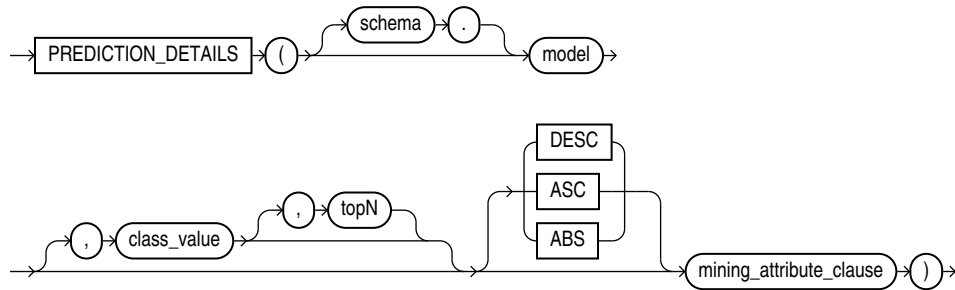 schema .
PREDICTION_DETAILS ( model
DESC
, topN ASC
, class_value ABS
mining_attribute_clause )